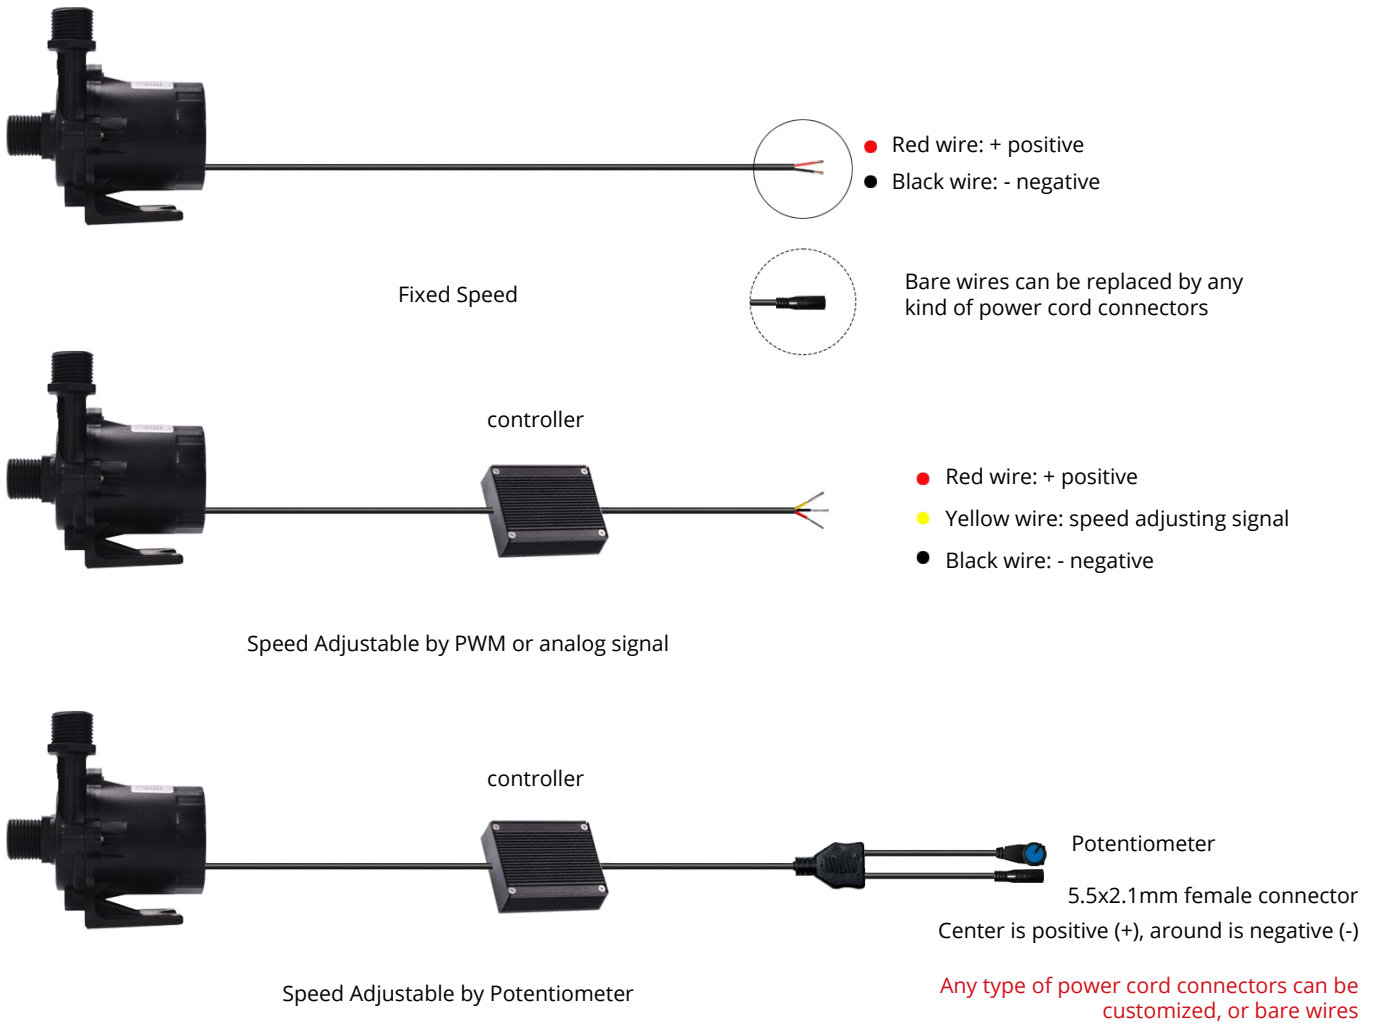 Red wire: + positive
Black wire: - negative
Fixed Speed
Bare wires can be replaced by any
kind of power cord connectors
controller
Red wire: + positive
Yellow wire: speed adjusting signal
Black wire: - negative
Speed Adjustable by PWM or analog signal
controller
Potentiometer
5.5x2.1mm female connector
Center is positive (+), around is negative (-)
Speed Adjustable by Potentiometer
Any type of power cord connectors can be
customized, or bare wires